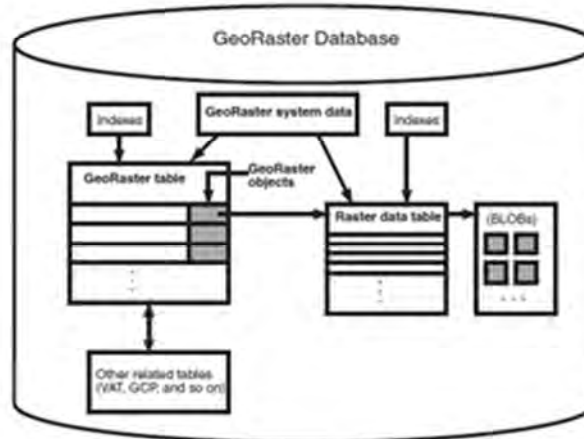 GeoRaster Database
Indexes
GeoRaster system data
Indexes
GeoRaster table
GeoRaster
objects
Raster data table
(BLOBs)
Other related tables
(VAT, GCP, and so on)